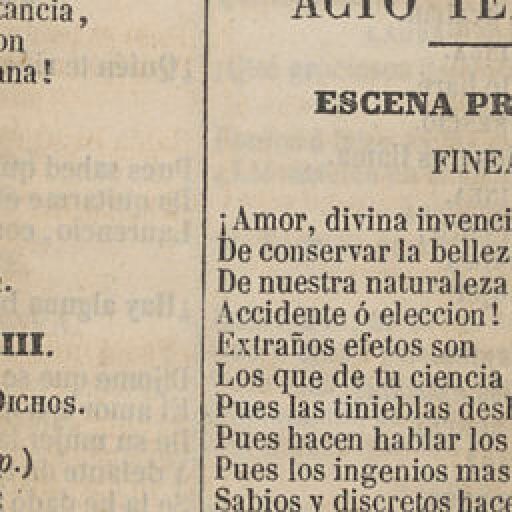 tancia,
on
ana!
III.
DICHOS.
p.)
ACTO
ESCENA PR
FINEA
¡Amor, divina invenci
De conservar la bellez
De nuestra naturaleza
Accidente ó eleccion!
Extraños efetos son
Los que de tu ciencia
Pues las tinieblas des
Pues hacen hablar los
Pues los ingenios mas
Sabios y discretos hace